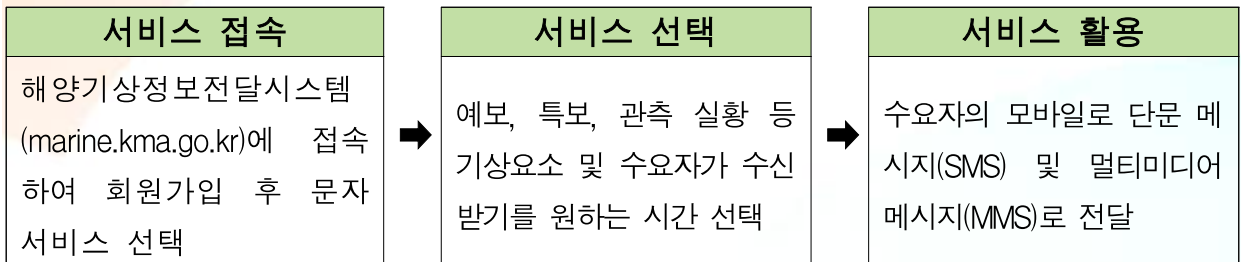 서비스 접속
해양기상정보전달시스템
(marine.kma.go.kr)에 접속
하여 회원가입 후 문자
서비스 선택
서비스 선택
예보, 특보, 관측 실황 등
기상요소 및 수요자가 수신
받기를 원하는 시간 선택
서비스 활용
수요자의 모바일로 단문 메
시지(SMS) 및 멀티미디어
메시지(MMS)로 전달